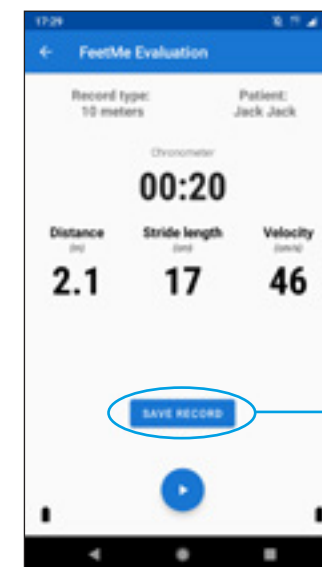 17:29
FeetMe Evaluation
Record type: Patient:
10 meters Jack Jack
Chronometer
00:20
Distance Stride length Velocity
(m) (cm) (cm/s)
2.1 17 46
SAVE RECORD